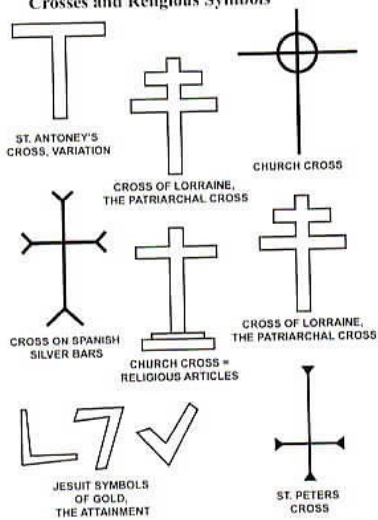 Crosses and Religious Symbols
ST. ANTONEY'S
CROSS, VARIATION
CROSS OF LORRAINE,
THE PATRIARCHAL CROSS
CHURCH CROSS
CROSS ON SPANISH
SILVER BARS
CHURCH CROSS =
RELIGIOUS ARTICLES
CROSS OF LORRAINE,
THE PATRIARCHAL CROSS
JESUIT SYMBOLS
OF GOLD,
THE ATTAINMENT
ST. PETERS
CROSS